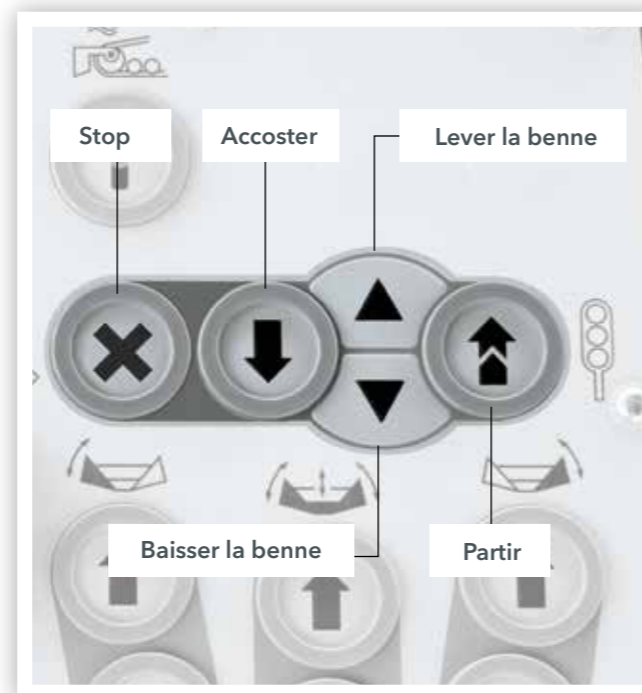 Stop
Accoster
Lever la benne
Baisser la benne
Partir